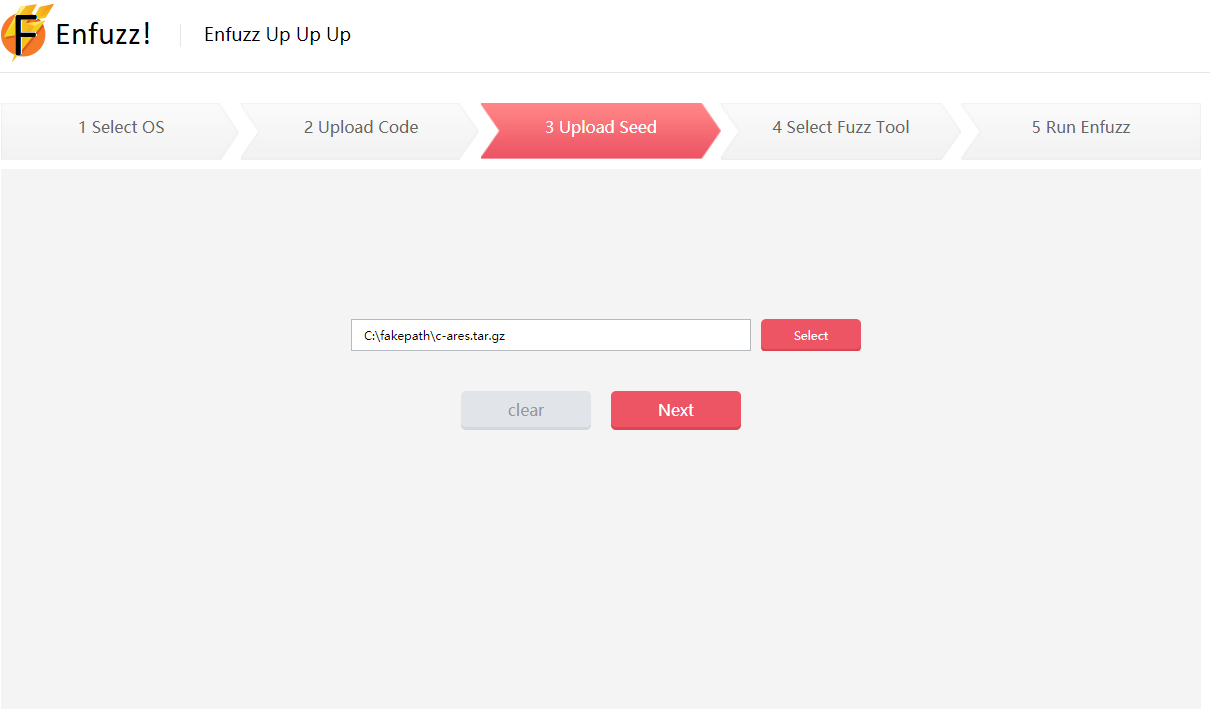 F Enfuzz! Enfuzz Up Up Up
1 Select OS 2 Upload Code 3 Upload Seed 4 Select Fuzz Tool 5 Run Enfuzz
C:\fakepath\c-ares.tar.gz Select
clear Next